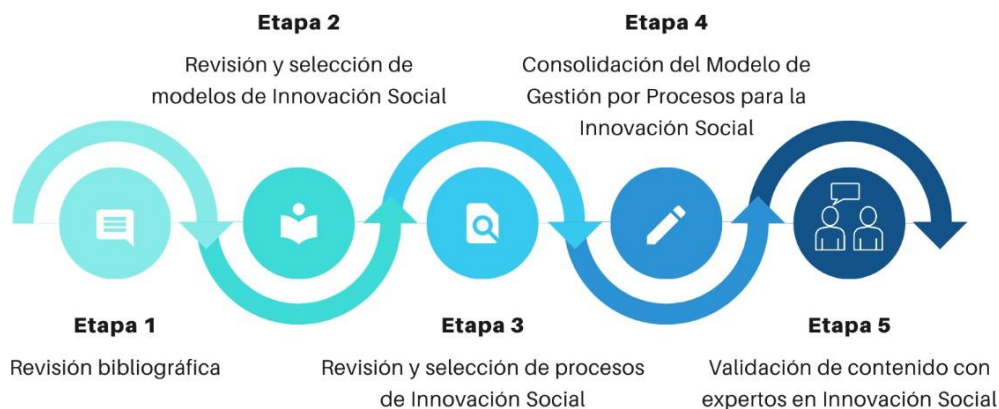 Etapa 2
Revisión y selección de
modelos de Innovación Social
Etapa 4
Consolidación del Modelo de
Gestión por Procesos para la
Innovación Social
Etapa 1
Revisión bibliográfica
Etapa 3
Revisión y selección de procesos
de Innovación Social
Etapa 5
Validación de contenido con
expertos en Innovación Social